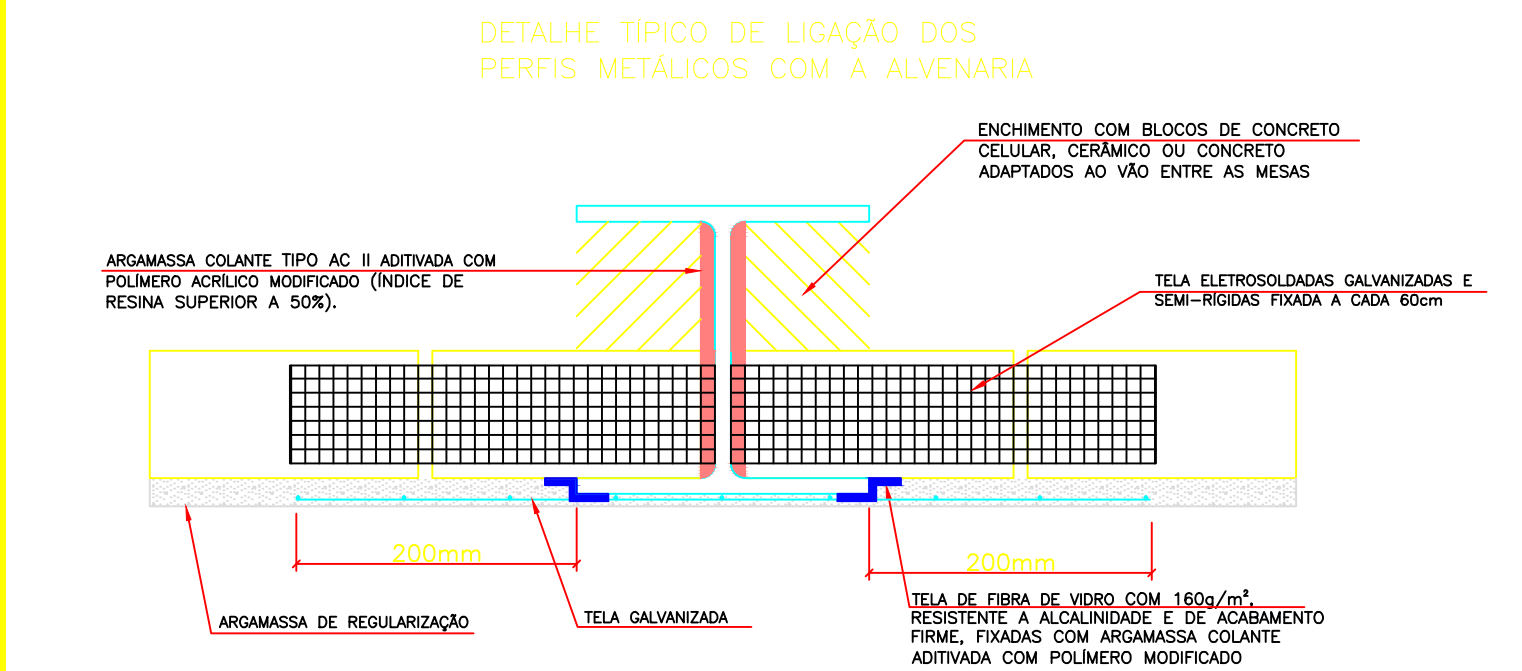 DETALHE TÍPICO DE LIGAÇÃO DOS
PERFIS METÁLICOS COM A ALVENARIA
ENCHIMENTO COM BLOCOS DE CONCRETO
CELULAR, CERÂMICO OU CONCRETO
ADAPTADOS AO VÃO ENTRE AS MESAS
ARGAMASSA COLANTE TIPO AC II ADITIVADA COM
POLÍMERO ACRÍLICO MODIFICADO (ÍNDICE DE
RESINA SUPERIOR A 50%).
TELA ELETROSOLDADAS GALVANIZADAS E
SEMI-RÍGIDAS FIXADA A CADA 60cm
200mm
200mm
ARGAMASSA DE REGULARIZAÇÃO
TELA GALVANIZADA
TELA DE FIBRA DE VIDRO COM 160g/m².
RESISTENTE A ALCALINIDADE E DE ACABAMENTO
FIRME, FIXADAS COM ARGAMASSA COLANTE
ADITIVADA COM POLÍMERO MODIFICADO